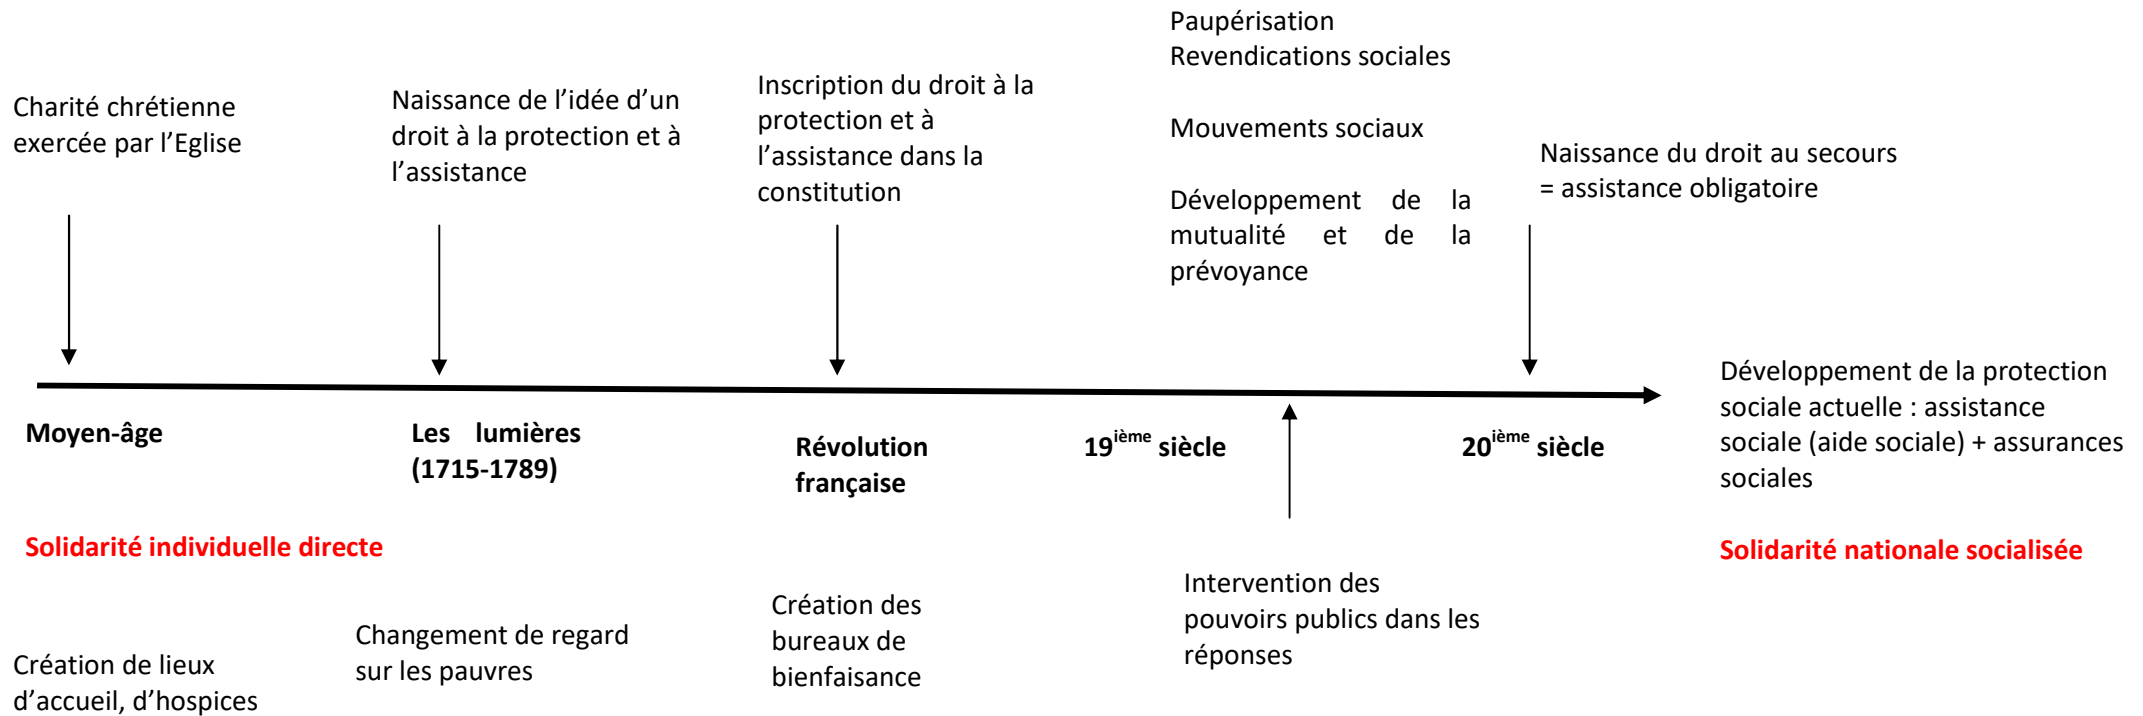 Charité chrétienne
exercée par l’Eglise
Naissance de l’idée d’un
droit à la protection et à
l’assistance
Inscription du droit à la
protection et à
l’assistance dans la
constitution
Paupérisation
Revendications sociales
Mouvements sociaux
Développement de la
mutualité et de la
prévoyance
Naissance du droit au secours
= assistance obligatoire
Moyen-âge
Les lumières
(1715-1789)
Révolution
française
19ième siècle
20ième siècle
Développement de la protection
sociale actuelle : assistance
sociale (aide sociale) + assurances
sociales
Solidarité individuelle directe
Solidarité nationale socialisée
Création de lieux
d’accueil, d’hospices
Changement de regard
sur les pauvres
Création des
bureaux de
bienfaisance
Intervention des
pouvoirs publics dans les
réponses